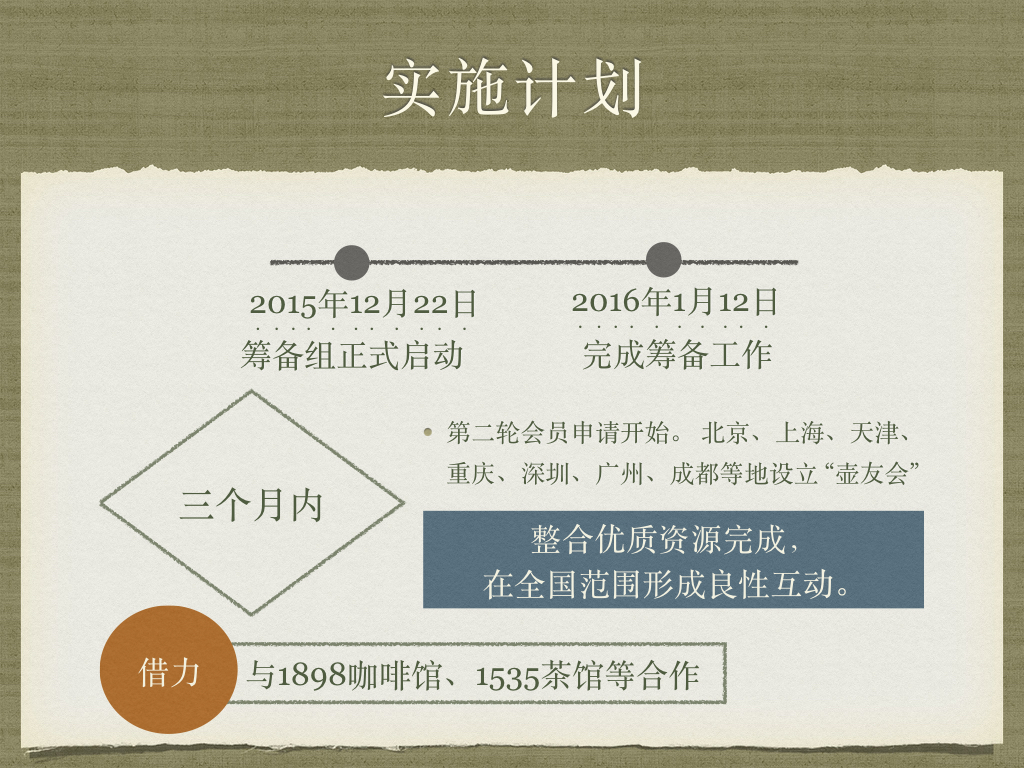 实施计划
2015年12月22日
筹备组正式启动
2016年1月12日
完成筹备工作
三个月内
第二轮会员申请开始。 北京、上海、天津、
重庆、深圳、广州、成都等地设立 “壶友会”
整合优质资源完成，
在全国范围形成良性互动。
借力
与1898咖啡馆、1535茶馆等合作